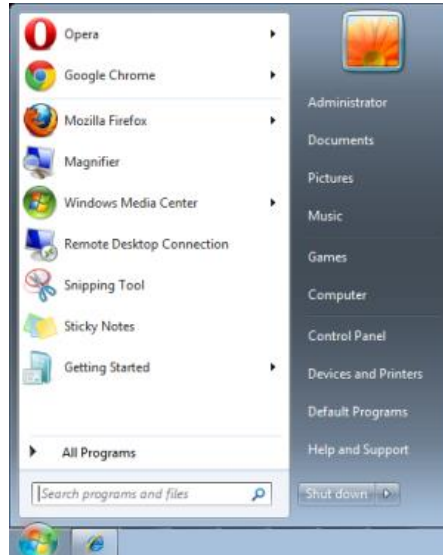 Opera
Google Chrome
Mozilla Firefox
Magnifier
Windows Media Center
Remote Desktop Connection
Snipping Tool
Sticky Notes
Getting Started
All Programs
Search programs and files
Administrator
Documents
Pictures
Music
Games
Computer
Control Panel
Devices and Printers
Default Programs
Help and Support
Shut down